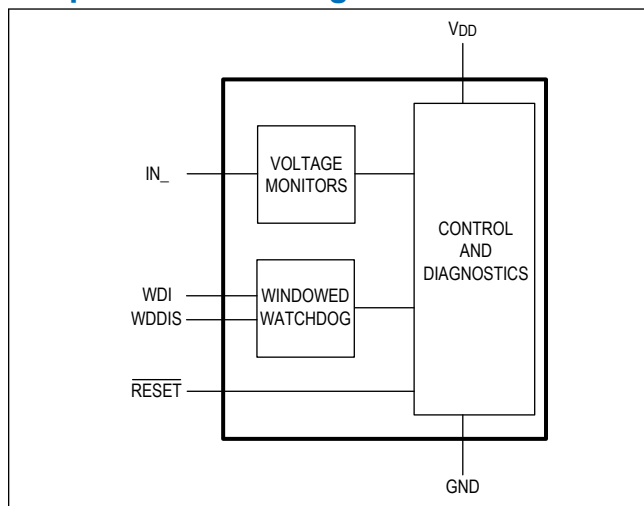 VDD
VOLTAGE
MONITORS
IN_
CONTROL
AND
DIAGNOSTICS
WDI
WDDIS
WINDOWED
WATCHDOG
RESET
GND